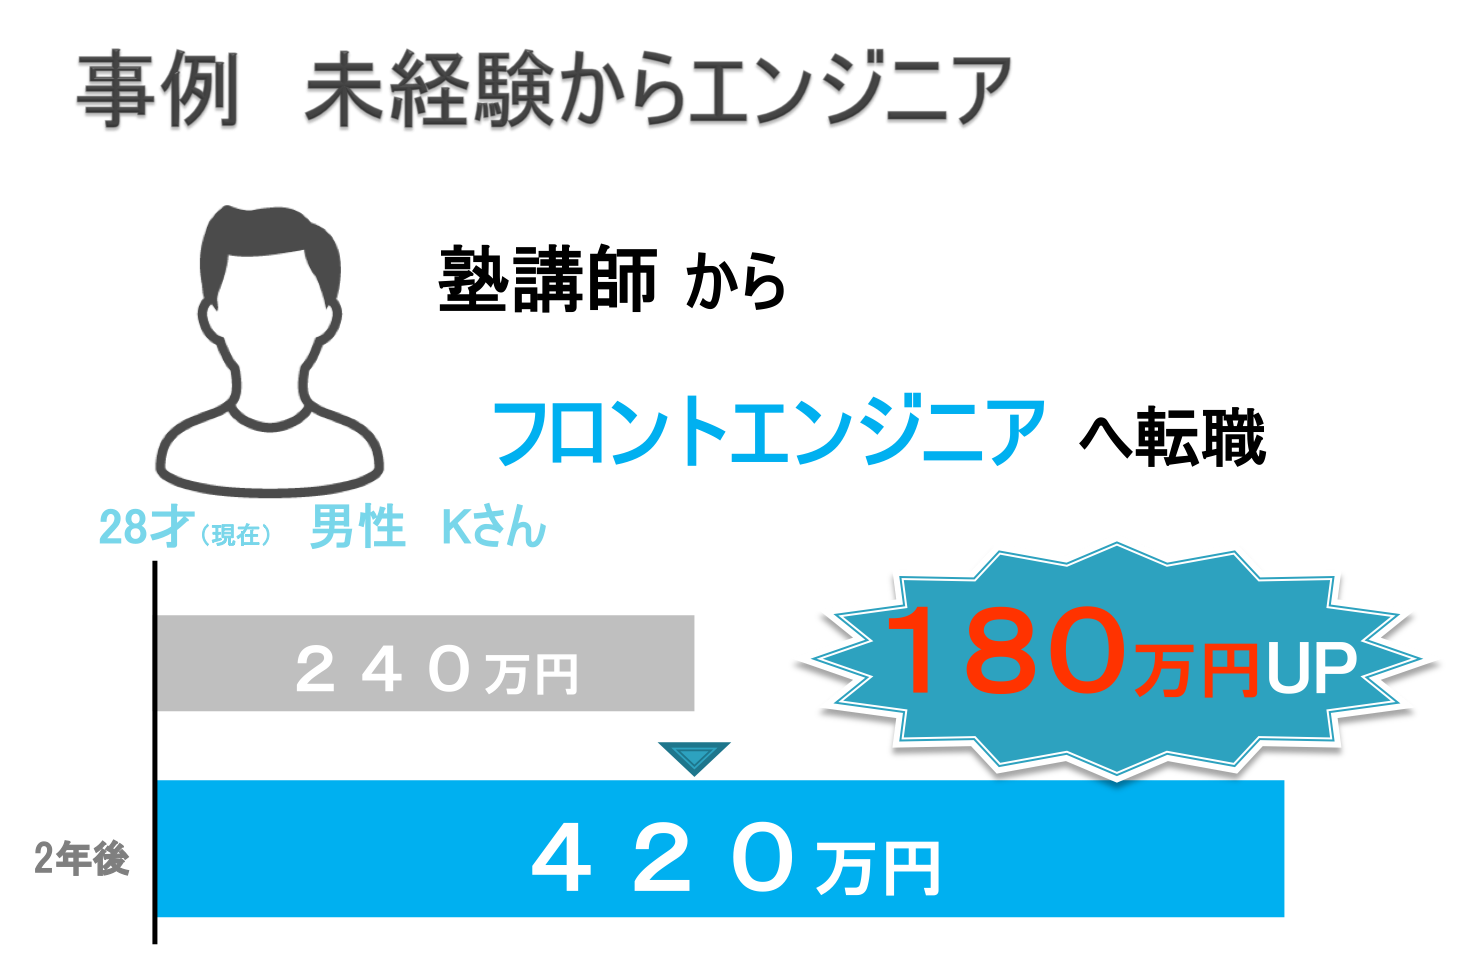 事例　未経験からエンジニア
塾講師 から
フロントエンジニア へ転職
28才（現在）　男性　Kさん
２４０万円
１８０万円UP
2年後
４２０万円